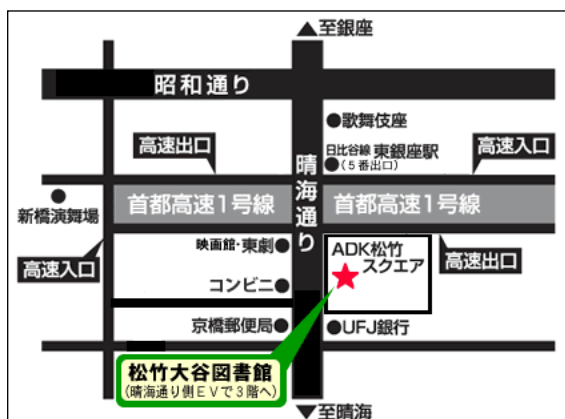 ▲至銀座
昭和通り
●歌舞伎座
高速出口
日比谷線 東銀座駅
●(5番出口)
高速入口
晴海通り
●
新橋演舞場
首都高速1号線
首都高速1号線
映画館・東劇●
ADK松竹
スクエア
高速入口
高速出口
コンビニ●
京橋郵便局●
●UFJ銀行
松竹大谷図書館
(晴海通り側EVで3階へ)
▼至晴海